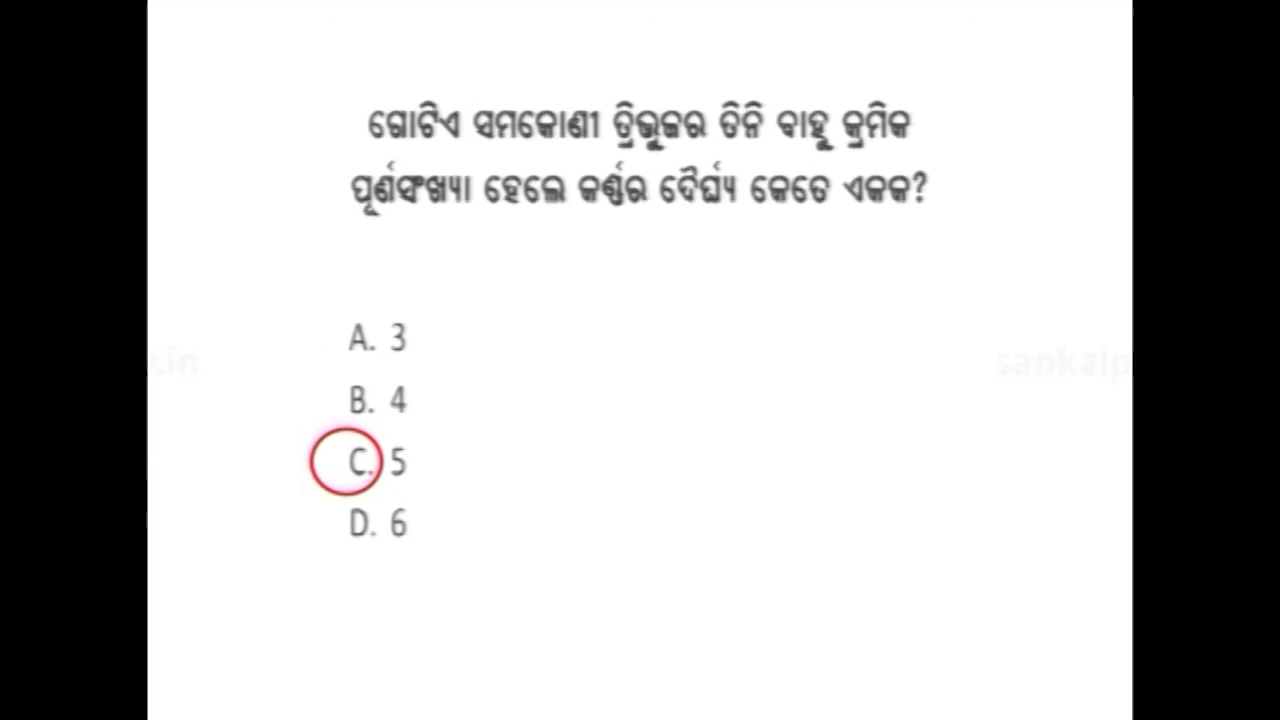 ଗୋଟିଏ ସମକୋଣୀ ତ୍ରିଭୁଜର ତିନି ବାହୁ କ୍ରମିକ
ପୂର୍ଣସଂଖ୍ୟା ହେଲେ କର୍ଣ୍ଣର ଦୈର୍ଘ୍ୟ କେତେ ଏକକ?
A. 3
B. 4
C. 5
D. 6